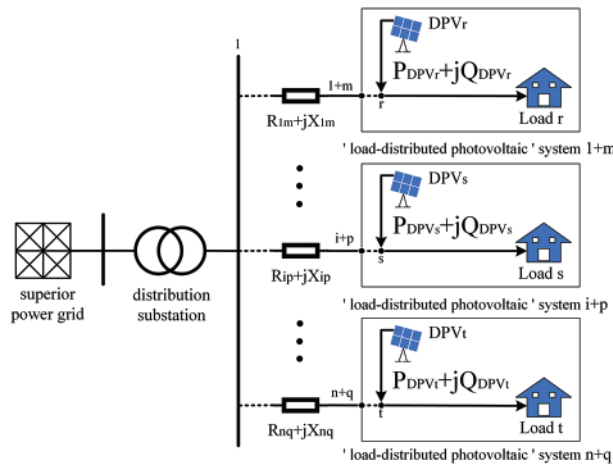 1
DPVr
PDPVr+jQDPVr
1+m
r
R1m+jX1m
Load r
' load-distributed photovoltaic ' system 1+m
DPVs
PDPVs+jQDPVs
i+p
s
Rip+jXip
Load s
' load-distributed photovoltaic ' system i+p
superior
power grid
distribution
substation
DPVt
PDPVt+jQDPVt
n+q
t
Rnq+jXnq
Load t
' load-distributed photovoltaic ' system n+q